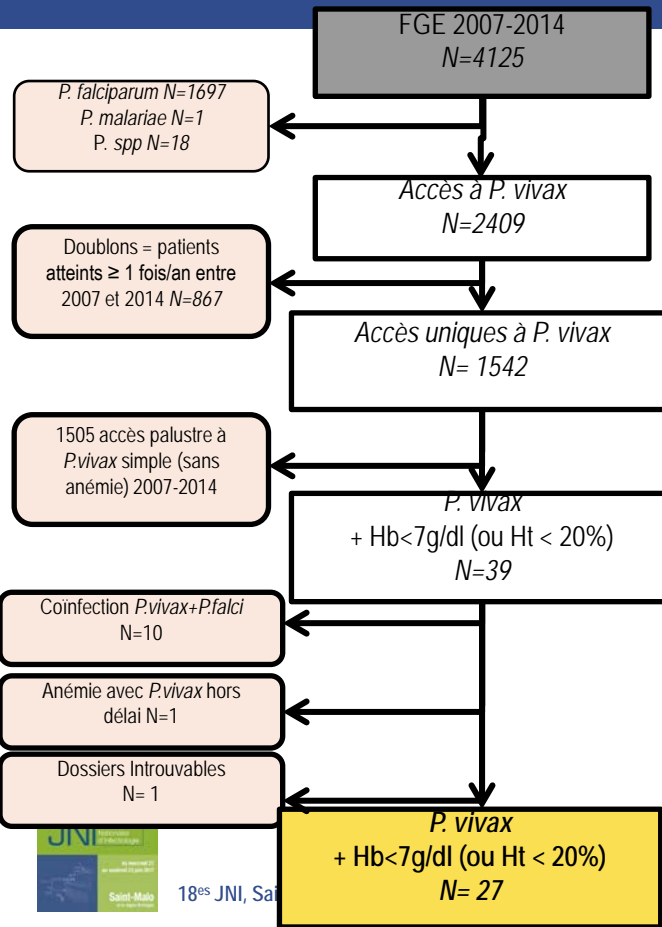 FGE 2007-2014
N=4125
P. falciparum N=1697
P. malariae N=1
P. spp N=18
Accès à P. vivax
N=2409
Doublons = patients
atteints ≥ 1 fois/an entre
2007 et 2014 N=867
Accès uniques à P. vivax
N= 1542
1505 accès palustre à
P.vivax simple (sans
anémie) 2007-2014
P. vivax
+ Hb<7g/dl (ou Ht < 20%)
N=39
Coïnfection P.vivax+P.falci
N=10
Anémie avec P.vivax hors
délai N=1
Dossiers Introuvables
N= 1
P. vivax
+ Hb<7g/dl (ou Ht < 20%)
N= 27
JNI
Saint-Malo
18es JNI, Sai